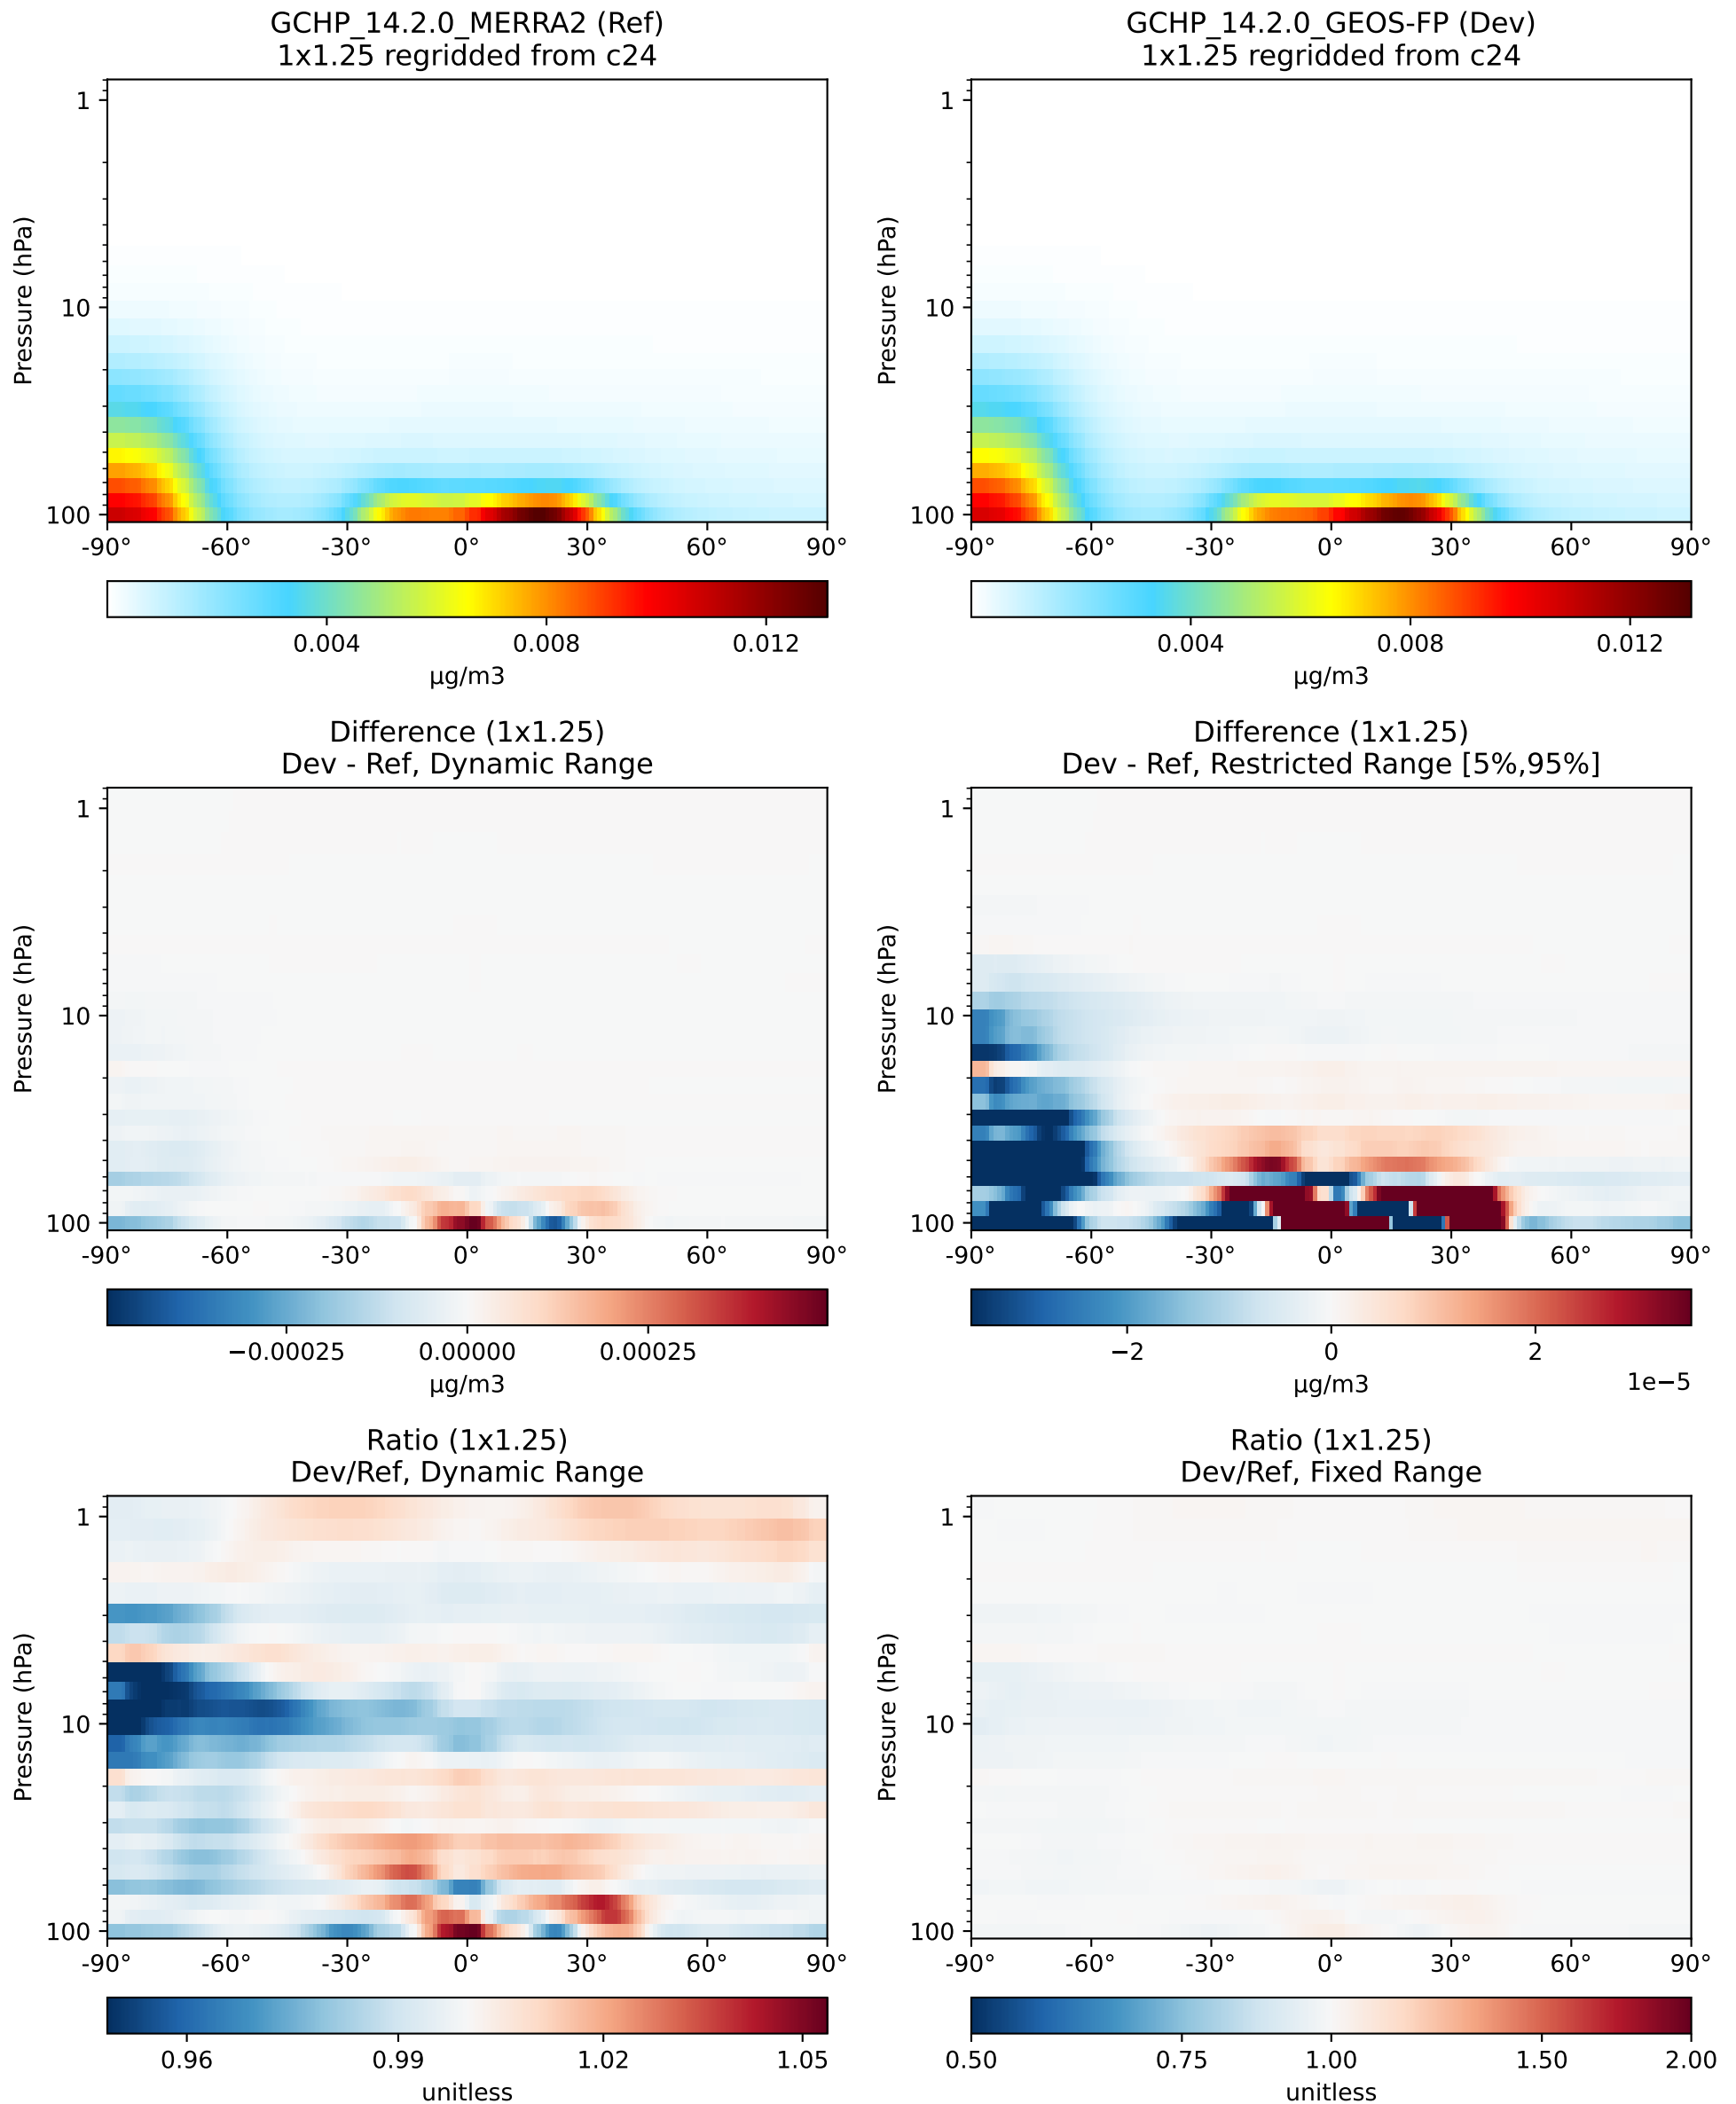 GCHP_14.2.0_MERRA2 (Ref)
1x1.25 regridded from c24
Pressure (hPa)
1
10
100
-90° -60° -30° 0° 30° 60° 90°
0.004 0.008 0.012
µg/m3
GCHP_14.2.0_GEOS-FP (Dev)
1x1.25 regridded from c24
Pressure (hPa)
1
10
100
-90° -60° -30° 0° 30° 60° 90°
0.004 0.008 0.012
µg/m3
Difference (1x1.25)
Dev - Ref, Dynamic Range
Pressure (hPa)
1
10
100
-90° -60° -30° 0° 30° 60° 90°
−0.00025 0.00000 0.00025
µg/m3
Difference (1x1.25)
Dev - Ref, Restricted Range [5%,95%]
Pressure (hPa)
1
10
100
-90° -60° -30° 0° 30° 60° 90°
−2 0 2
µg/m3
1e−5
Ratio (1x1.25)
Dev/Ref, Dynamic Range
Pressure (hPa)
1
10
100
-90° -60° -30° 0° 30° 60° 90°
0.96 0.99 1.02 1.05
unitless
Ratio (1x1.25)
Dev/Ref, Fixed Range
Pressure (hPa)
1
10
100
-90° -60° -30° 0° 30° 60° 90°
0.50 0.75 1.00 1.50 2.00
unitless